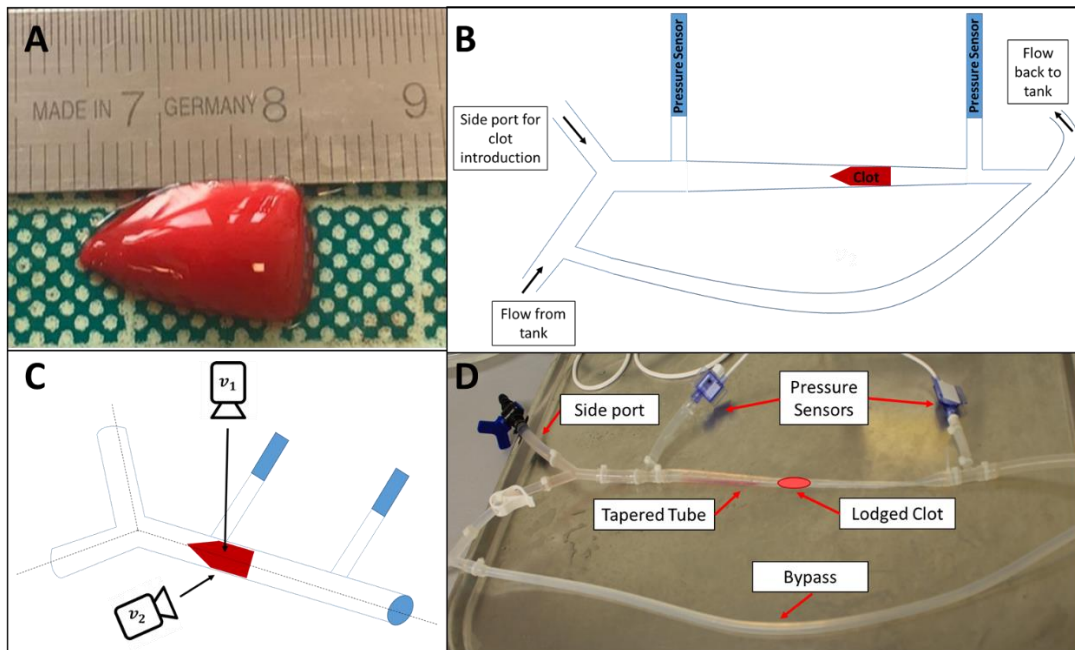 A
MADE IN 7 GERMANY 8 9
B
Pressure Sensor
Pressure Sensor
Flow
back to
tank
Side port for
clot
introduction
Clot
Flow from
tank
C
v₁
v₂
D
Side port
Pressure
Sensors
Tapered Tube
Lodged Clot
Bypass